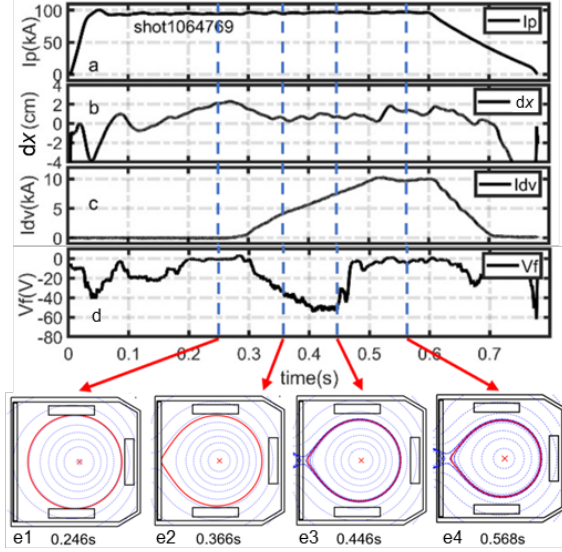 Ip(kA)
100
50
0
shot1064769
Ip
a
dx (cm)
4
2
0
-2
-4
b
dx
Idv(kA)
10
5
0
c
Idv
Vf(V)
0
-20
-40
-60
-80
d
Vf
0 0.1 0.2 0.3 0.4 0.5 0.6 0.7
time(s)
e1 0.246s e2 0.366s e3 0.446s e4 0.568s